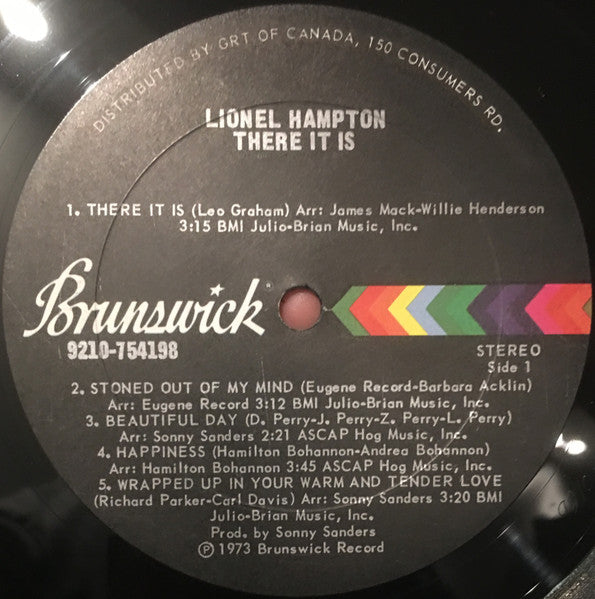 DISTRIBUTED BY GRT OF CANADA, 150 CONSUMERS RD.
LIONEL HAMPTON
THERE IT IS
1. THERE IT IS (Leo Graham) Arr: James Mack-Willie Henderson
3:15 BMI Julio-Brian Music, Inc.
Brunswick
9210-754198
STEREO
Side 1
2. STONED OUT OF MY MIND (Eugene Record-Barbara Acklin)
Arr: Eugene Record 3:12 BMI Julio-Brian Music, Inc.
3. BEAUTIFUL DAY (D. Perry-J. Perry-Z. Perry-L. Perry)
Arr: Sonny Sanders 2:21 ASCAP Hog Music, Inc.
4. HAPPINESS (Hamilton Bohannon-Andrea Bohannon)
Arr: Hamilton Bohannon 3:45 ASCAP Hog Music, Inc.
5. WRAPPED UP IN YOUR WARM AND TENDER LOVE
(Richard Parker-Carl Davis) Arr: Sonny Sanders 3:20 BMI
Julio-Brian Music, Inc.
Prod. by Sonny Sanders
℗ 1973 Brunswick Record